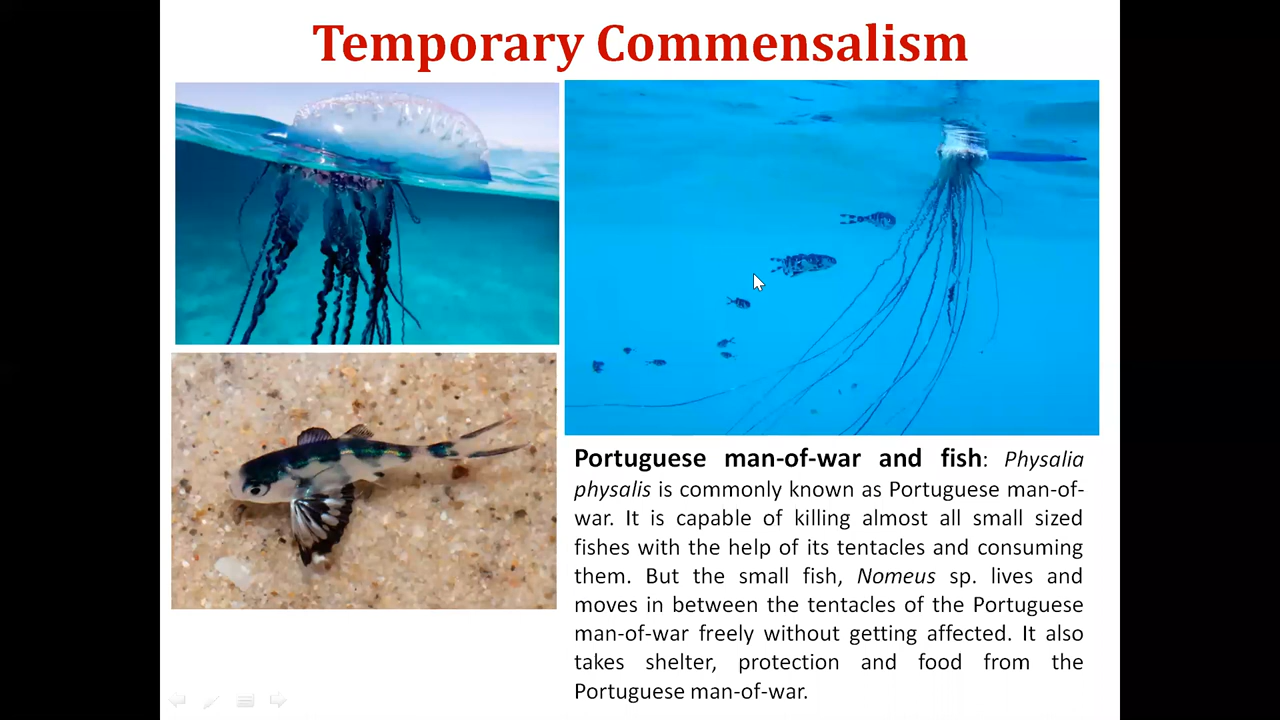 Temporary Commensalism
Portuguese man-of-war and fish: Physalia
physalis is commonly known as Portuguese man-of-
war. It is capable of killing almost all small sized
fishes with the help of its tentacles and consuming
them. But the small fish, Nomeus sp. lives and
moves in between the tentacles of the Portuguese
man-of-war freely without getting affected. It also
takes shelter, protection and food from the
Portuguese man-of-war.